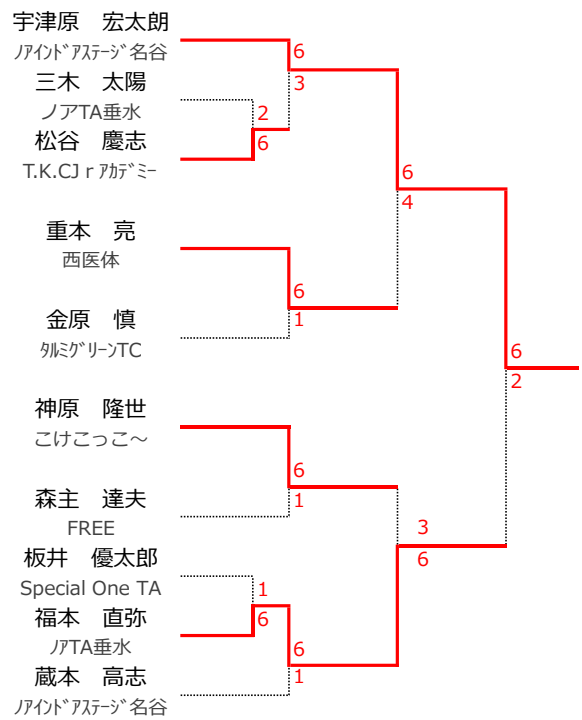 宇津原　宏太朗
ﾉｱｲﾝﾄﾞｱｽﾃｰｼﾞ名谷
6
三木　太陽
3
ノアTA垂水
2
松谷　慶志
6
T.K.CJｒｱｶﾃﾞﾐｰ
6
4
重本　亮
西医体
6
金原　慎
1
ﾀﾙﾐｸﾞﾘｰﾝTC
6
2
神原　隆世
こけこっこ～
6
森主　達夫
1
FREE
3
板井　優太郎
6
Special One TA
1
福本　直弥
6
ﾉｱTA垂水
6
蔵本　高志
1
ﾉｱｲﾝﾄﾞｱｽﾃｰｼﾞ名谷